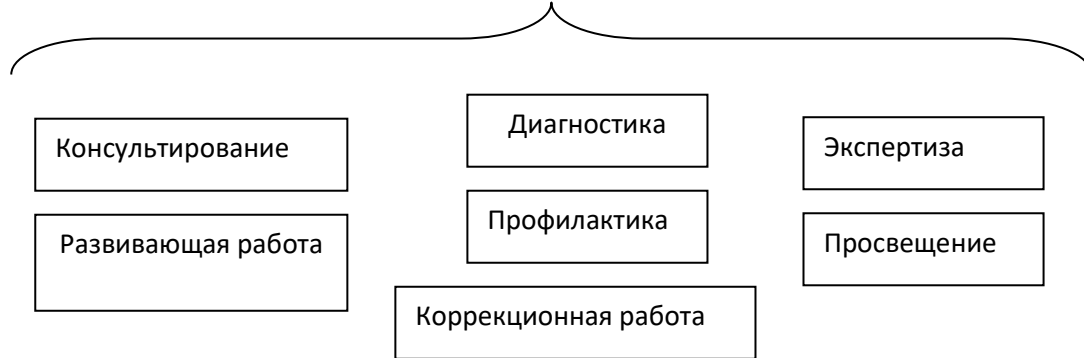 Консультирование
Диагностика
Экспертиза
Развивающая работа
Профилактика
Просвещение
Коррекционная работа